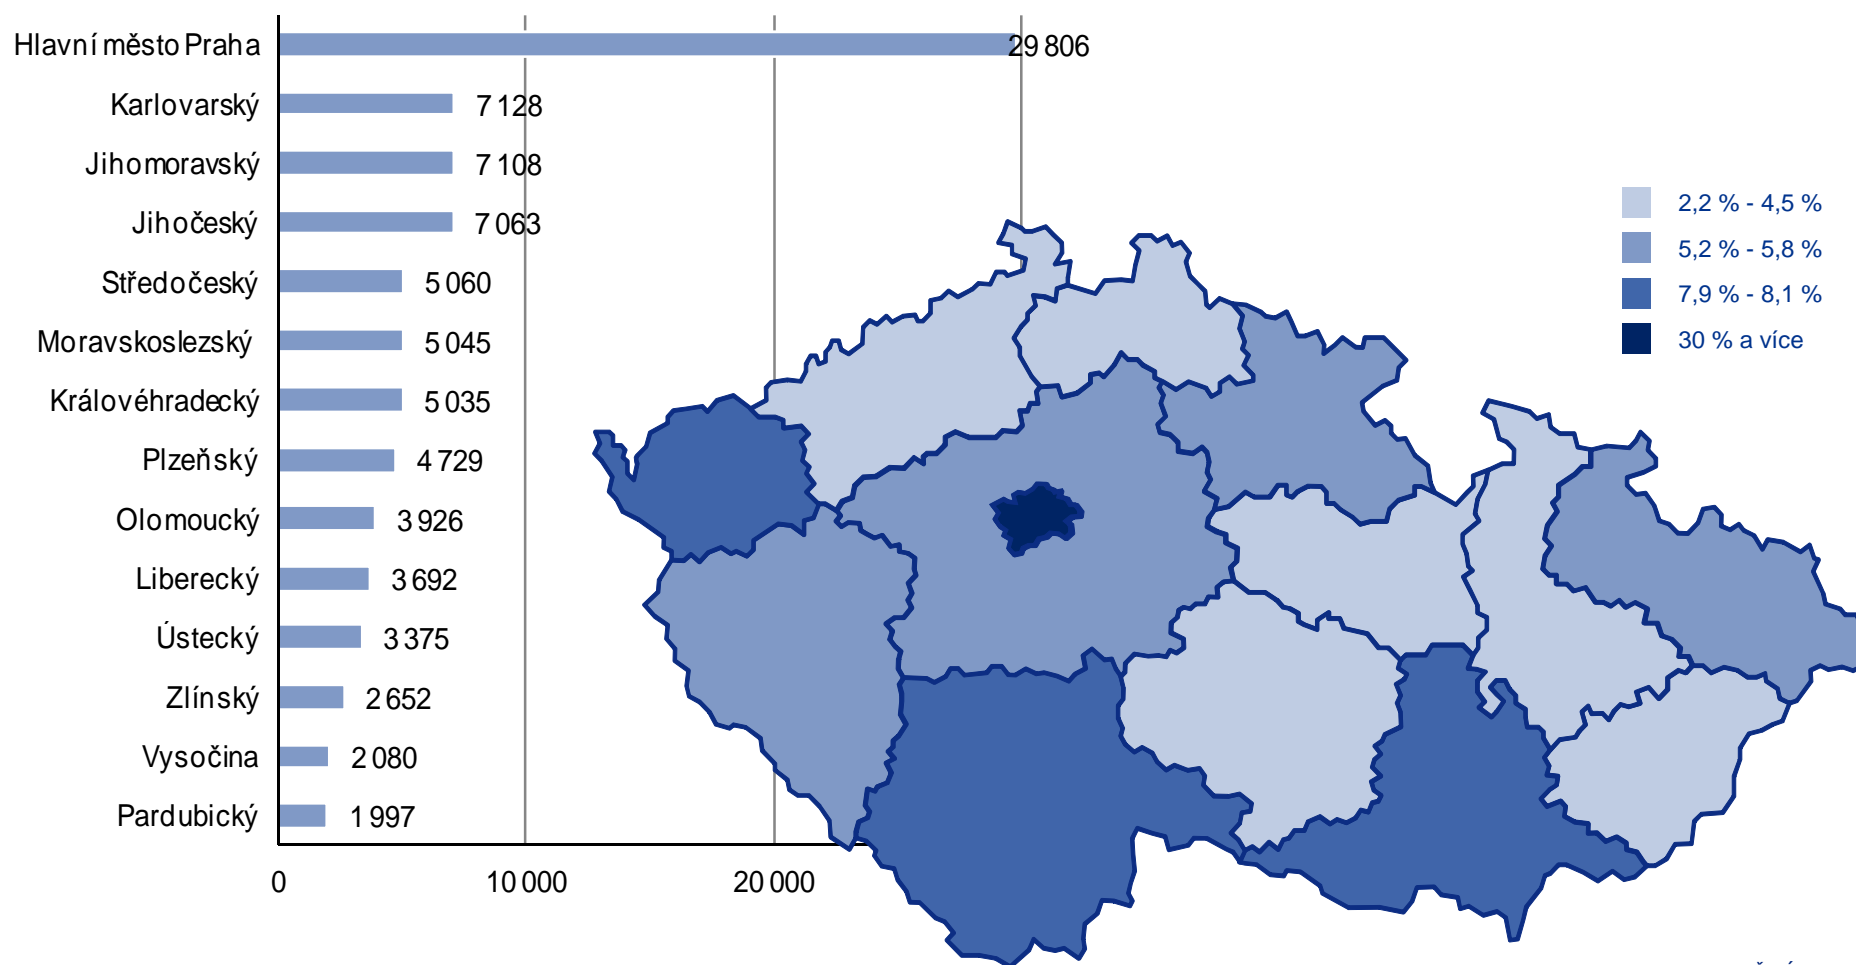 Hlavní město Praha 29 806
Karlovarský 7 128
Jihomoravský 7 108
Jihočeský 7 063
Středočeský 5 060
Moravskoslezský 5 045
Královéhradecký 5 035
Plzeňský 4 729
Olomoucký 3 926
Liberecký 3 692
Ústecký 3 375
Zlínský 2 652
Vysočina 2 080
Pardubický 1 997
0 10 000 20 000
2,2 % - 4,5 %
5,2 % - 5,8 %
7,9 % - 8,1 %
30 % a více